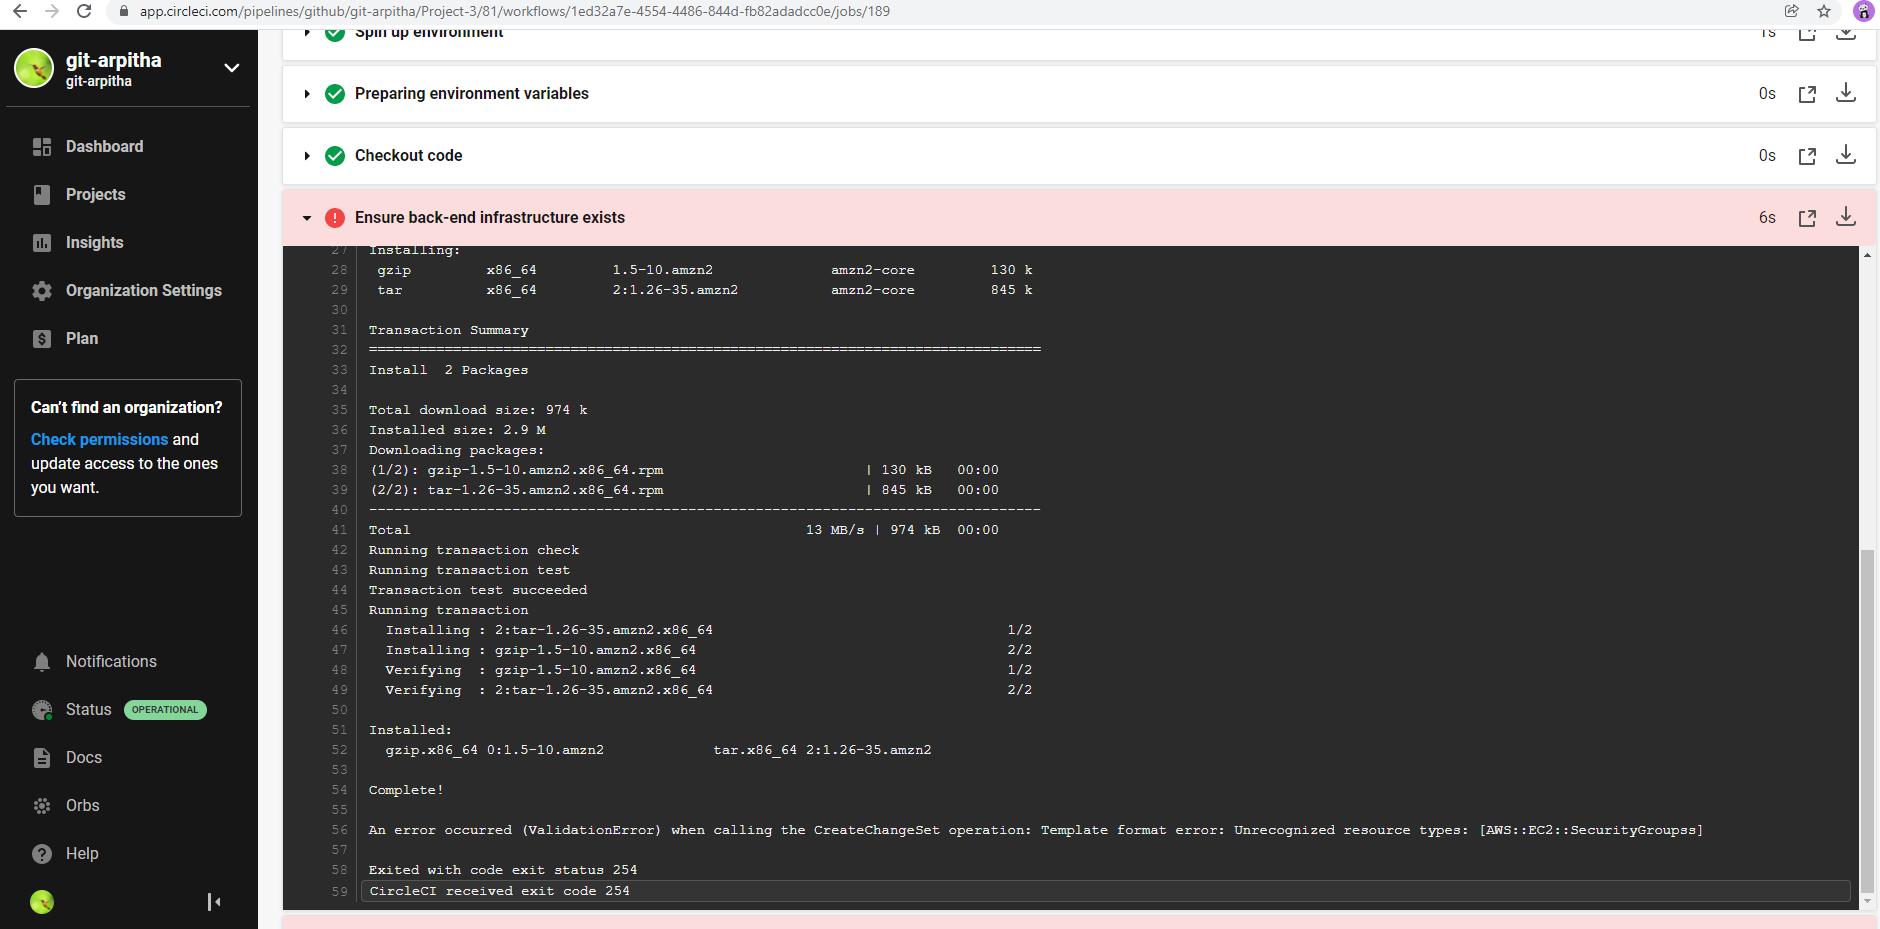 app.circleci.com/pipelines/github/git-arpitha/Project-3/81/workflows/1ed32a7e-4554-4486-844d-fb82adadcc0e/jobs/189
git-arpitha
git-arpitha
Dashboard
Projects
Insights
Organization Settings
Plan
Can't find an organization?
Check permissions and
update access to the ones
you want.
Notifications
Status OPERATIONAL
Docs
Orbs
Help
Spin up environment 1s
Preparing environment variables 0s
Checkout code 0s
Ensure back-end infrastructure exists 6s
27 Installing:
28 gzip x86_64 1.5-10.amzn2 amzn2-core 130 k
29 tar x86_64 2:1.26-35.amzn2 amzn2-core 845 k
30
31 Transaction Summary
32 ================================================================================
33 Install 2 Packages
34
35 Total download size: 974 k
36 Installed size: 2.9 M
37 Downloading packages:
38 (1/2): gzip-1.5-10.amzn2.x86_64.rpm | 130 kB 00:00
39 (2/2): tar-1.26-35.amzn2.x86_64.rpm | 845 kB 00:00
40 --------------------------------------------------------------------------------
41 Total 13 MB/s | 974 kB 00:00
42 Running transaction check
43 Running transaction test
44 Transaction test succeeded
45 Running transaction
46 Installing : 2:tar-1.26-35.amzn2.x86_64 1/2
47 Installing : gzip-1.5-10.amzn2.x86_64 2/2
48 Verifying : gzip-1.5-10.amzn2.x86_64 1/2
49 Verifying : 2:tar-1.26-35.amzn2.x86_64 2/2
50
51 Installed:
52 gzip.x86_64 0:1.5-10.amzn2 tar.x86_64 2:1.26-35.amzn2
53
54 Complete!
55
56 An error occurred (ValidationError) when calling the CreateChangeSet operation: Template format error: Unrecognized resource types: [AWS::EC2::SecurityGroupss]
57
58 Exited with code exit status 254
59 CircleCI received exit code 254